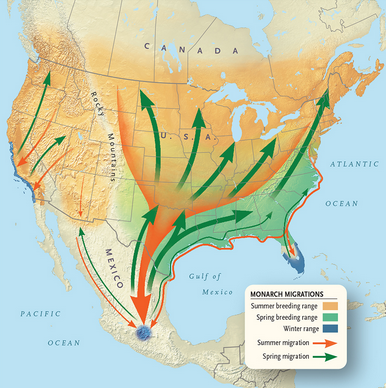 CANADA
Rocky
Mountains
U.S.A.
ATLANTIC
OCEAN
MEXICO
Gulf of
Mexico
PACIFIC
OCEAN
MONARCH MIGRATIONS
Summer breeding range
Spring breeding range
Winter range
Summer migration
Spring migration